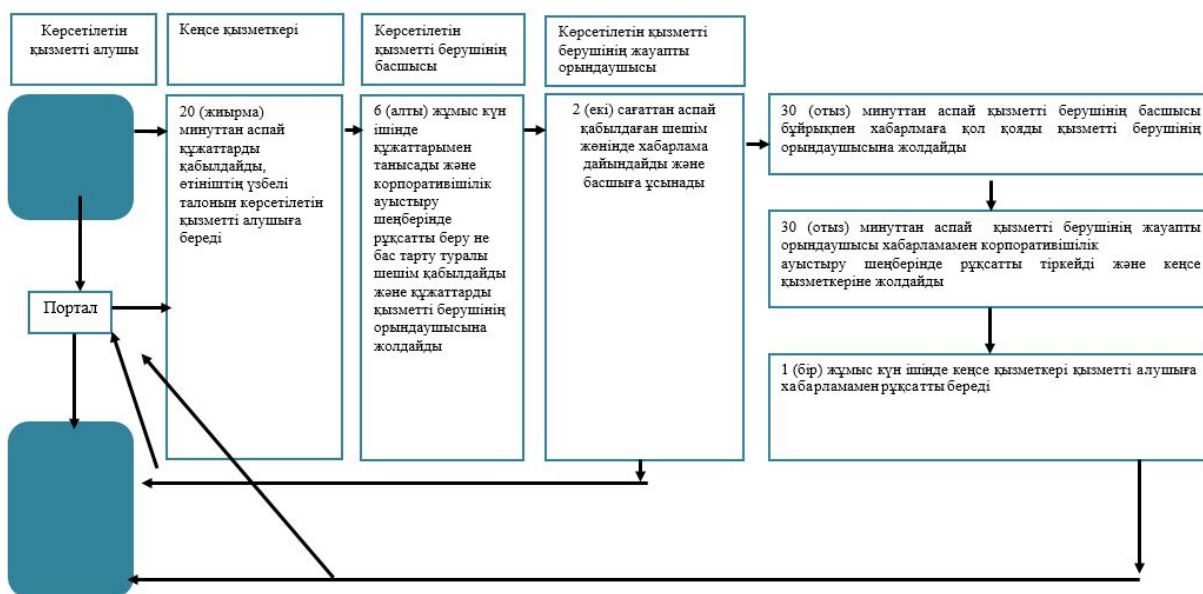 Көрсетілетін
қызметті алушы
Кеңсе қызметкері
Көрсетілетін
қызметті берушінің
басшысы
Көрсетілетін қызметті
берушінің жауапты
орындаушысы
20 (жиырма)
минуттан аспай
құжаттарды
қабылдайды,
өтініштің үзбелі
талонын көрсетілетін
қызметті алушыға
береді
6 (алты) жұмыс күн
ішінде
құжаттарымен
танысады және
корпоративішілік
ауыстыру
шеңберінде
рұқсатты беру не
бас тарту туралы
шешім қабылдайды
және құжаттарды
қызметті берушінің
орындаушысына
жолдайды
2 (екі) сағаттан аспай
қабылдаған шешім
жөнінде хабарлама
дайындайды және
басшыға ұсынады
30 (отыз) минуттан аспай қызметті берушінің басшысы
бұйрықпен хабарлмаға қол қояды қызметті берушінің
орындаушысына жолдайды
30 (отыз) минуттан аспай қызметті берушінің жауапты
орындаушысы хабарламамен корпоративішілік
ауыстыру шеңберінде рұқсатты тіркейді және кеңсе
қызметкеріне жолдайды
1 (бір) жұмыс күн ішінде кеңсе қызметкері қызметті алушыға
хабарламамен рұқсатты береді
Портал